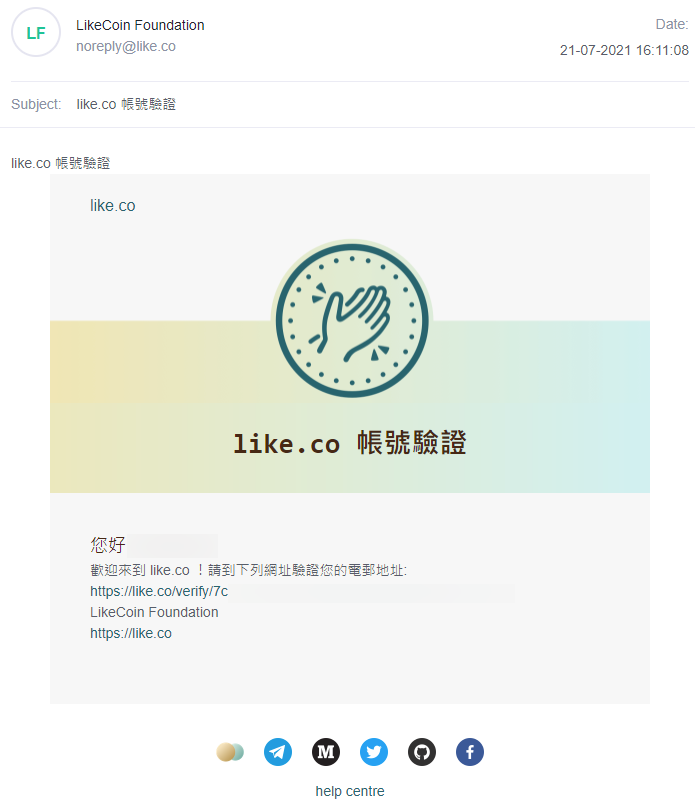 LF
LikeCoin Foundation
noreply@like.co
Date:
21-07-2021 16:11:08
Subject: like.co 帳號驗證
like.co 帳號驗證
like.co
like.co 帳號驗證
您好
歡迎來到 like.co ！請到下列網址驗證您的電郵地址:
https://like.co/verify/7c
LikeCoin Foundation
https://like.co
help centre